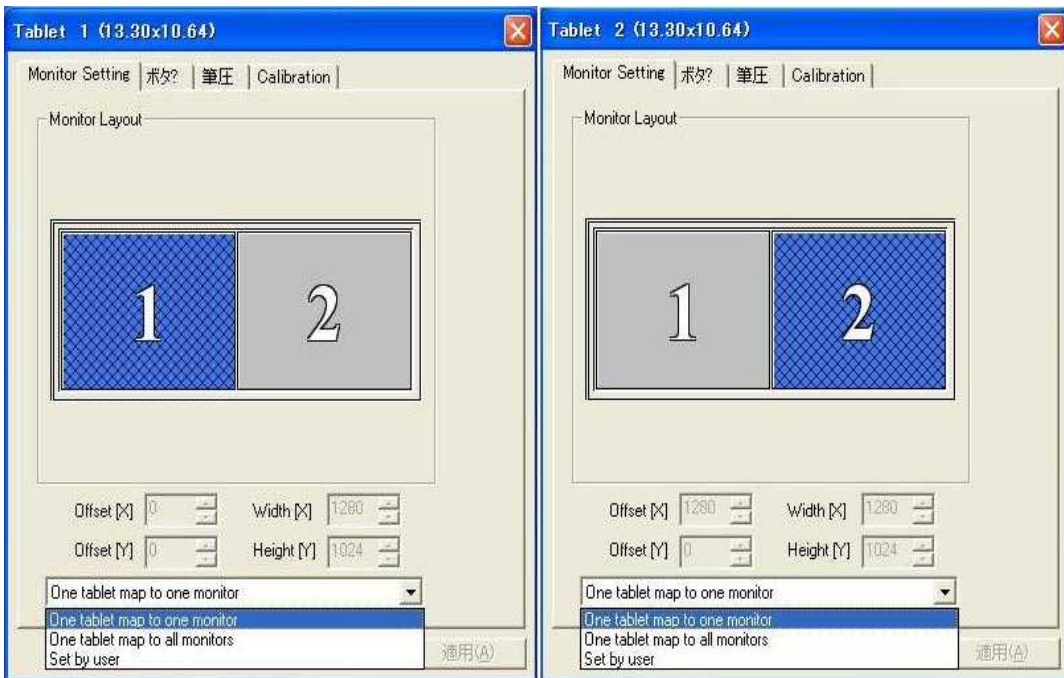 Tablet 1 (13.30x10.64)
Monitor Setting ボタ? 筆圧 Calibration
Monitor Layout
1 2
Offset [X] 0 Width [X] 1280
Offset [Y] 0 Height [Y] 1024
One tablet map to one monitor
One tablet map to one monitor
One tablet map to all monitors
Set by user
適用(A)
Tablet 2 (13.30x10.64)
Monitor Setting ボタ? 筆圧 Calibration
Monitor Layout
1 2
Offset [X] 1280 Width [X] 1280
Offset [Y] 0 Height [Y] 1024
One tablet map to one monitor
One tablet map to one monitor
One tablet map to all monitors
Set by user
適用(A)